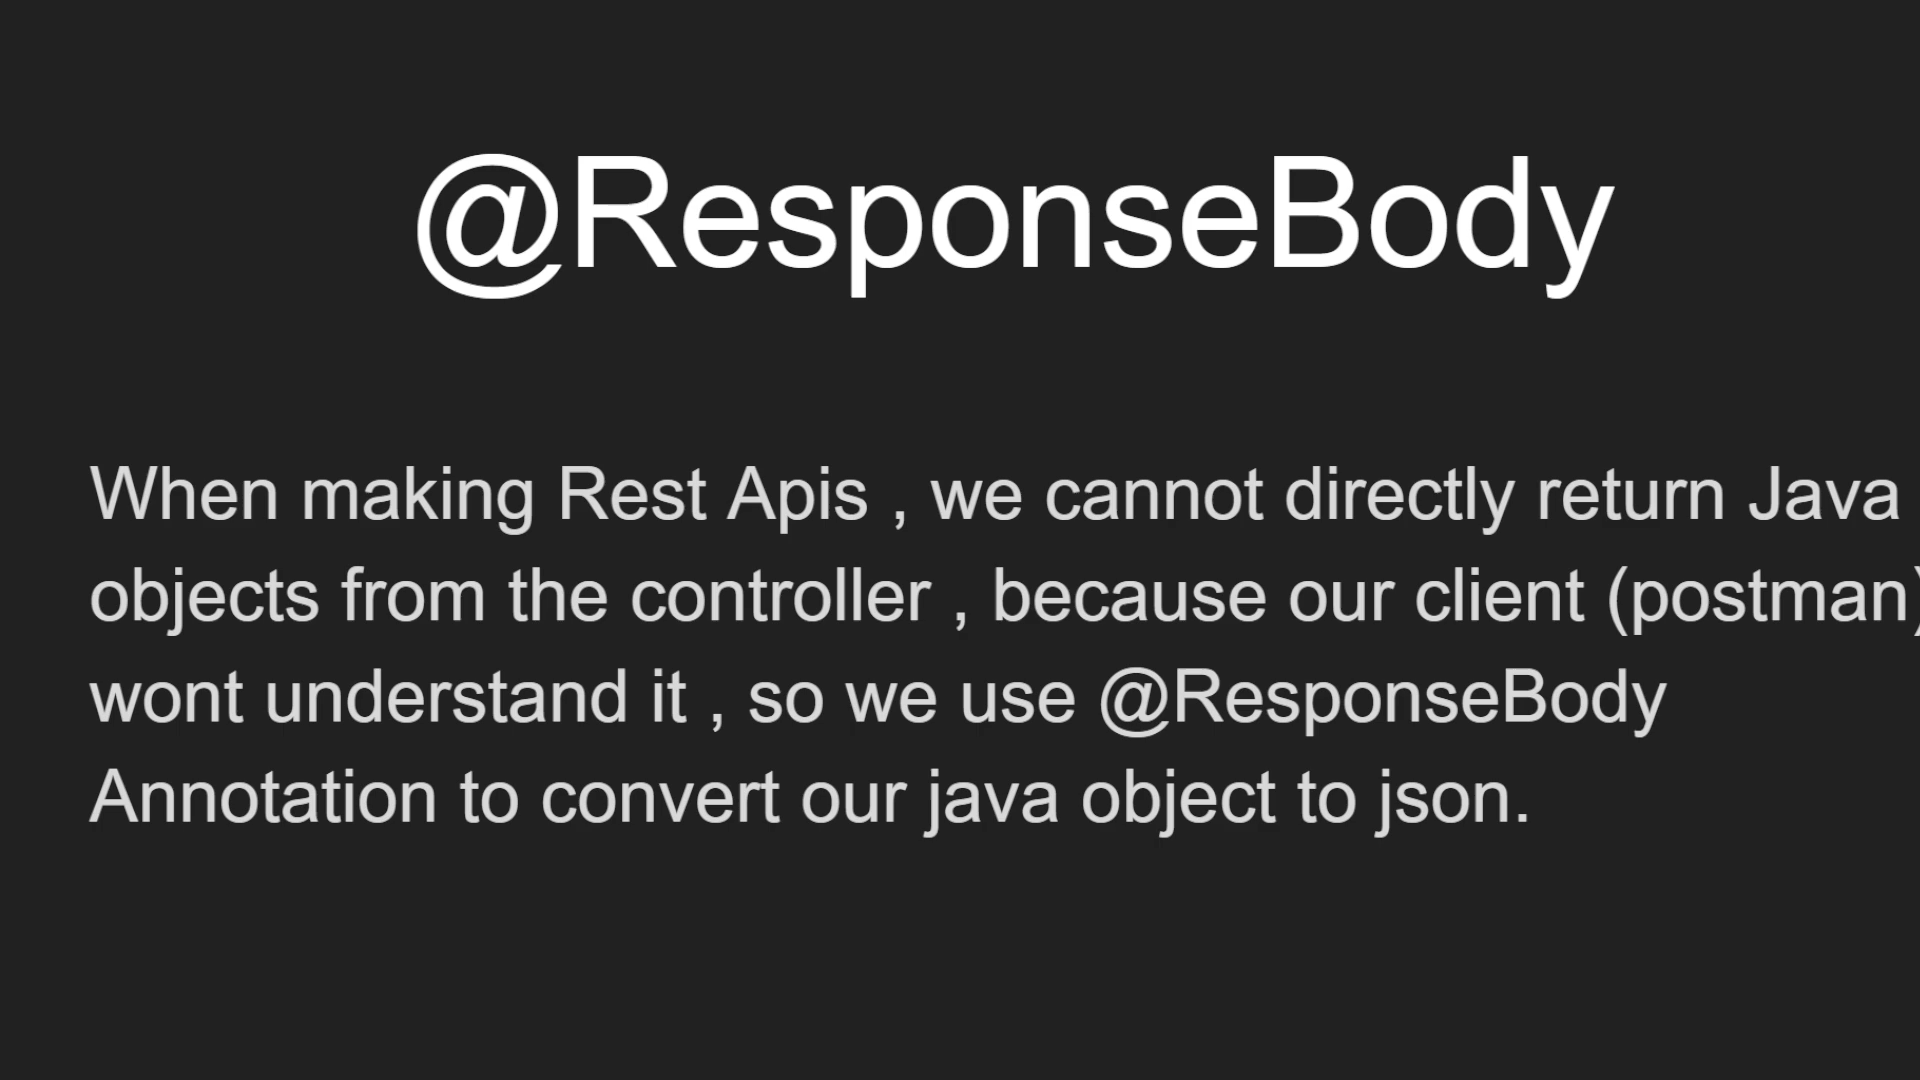 @ResponseBody
When making Rest Apis , we cannot directly return Java
objects from the controller , because our client (postman)
wont understand it , so we use @ResponseBody
Annotation to convert our java object to json.